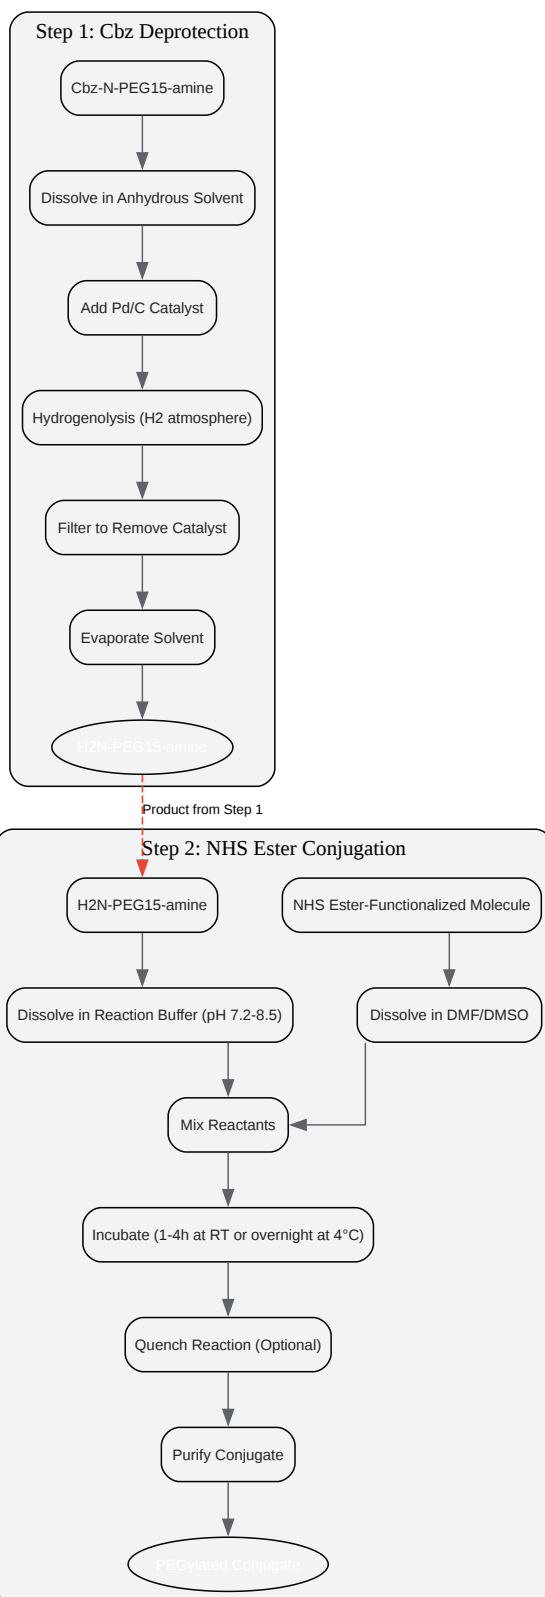 Step 1: Cbz Deprotection
Cbz-N-PEG15-amine
Dissolve in Anhydrous Solvent
Add Pd/C Catalyst
Hydrogenolysis (H2 atmosphere)
Filter to Remove Catalyst
Evaporate Solvent
H2N-PEG15-amine
Product from Step 1
Step 2: NHS Ester Conjugation
H2N-PEG15-amine
NHS Ester-Functionalized Molecule
Dissolve in Reaction Buffer (pH 7.2-8.5)
Dissolve in DMF/DMSO
Mix Reactants
Incubate (1-4h at RT or overnight at 4°C)
Quench Reaction (Optional)
Purify Conjugate
PEGylated Conjugate